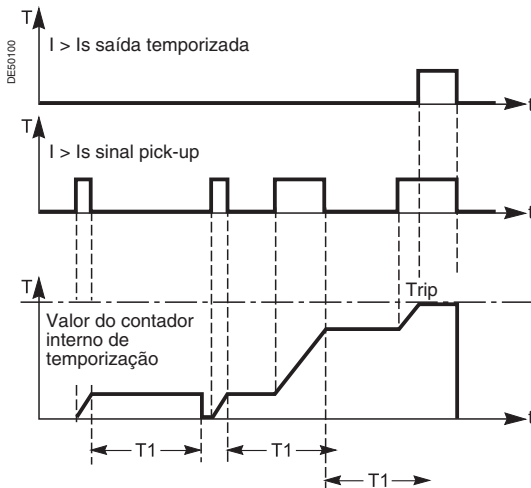 T
I > Is saída temporizada
DE50100
t
T
I > Is sinal pick-up
t
T
Trip
Valor do contador
interno de
temporização
t
T1
T1
T1